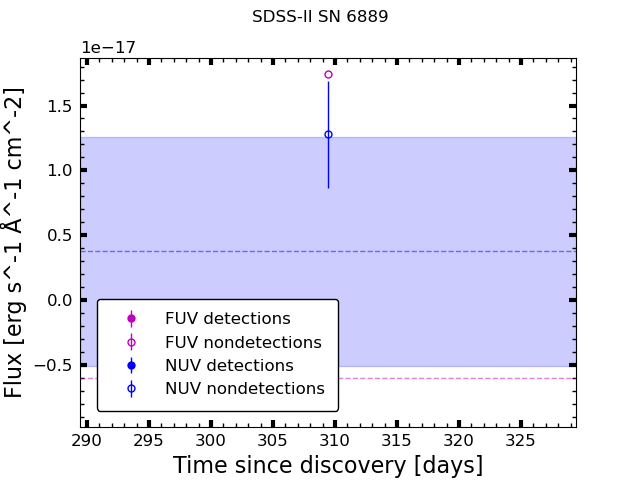 SDSS-II SN 6889
1e−17
1.5
1.0
0.5
0.0
−0.5
Flux [erg s^-1 Å^-1 cm^-2]
FUV detections
FUV nondetections
NUV detections
NUV nondetections
290 295 300 305 310 315 320 325
Time since discovery [days]